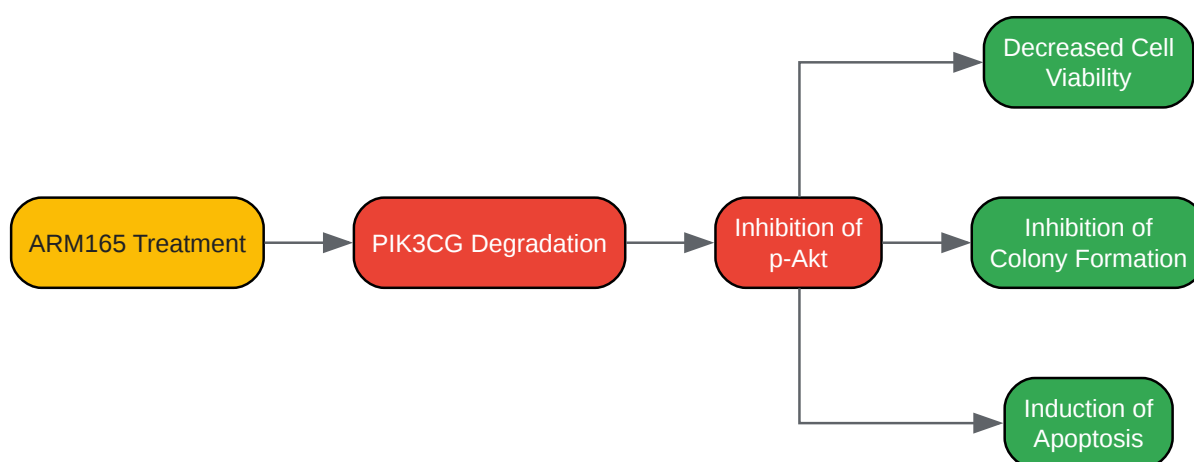 Decreased Cell
Viability
ARM165 Treatment
PIK3CG Degradation
Inhibition of
p-Akt
Inhibition of
Colony Formation
Induction of
Apoptosis